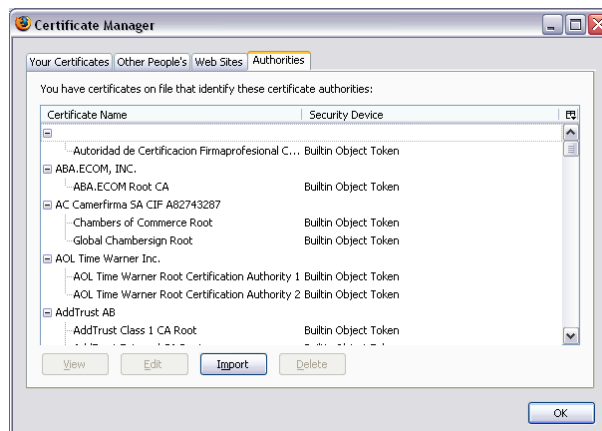 Certificate Manager
Your Certificates Other People's Web Sites Authorities
You have certificates on file that identify these certificate authorities:
Certificate Name Security Device
Autoridad de Certificacion Firmaprofesional C... Builtin Object Token
ABA.ECOM, INC.
ABA.ECOM Root CA Builtin Object Token
AC Camerfirma SA CIF A82743287
Chambers of Commerce Root Builtin Object Token
Global Chambersign Root Builtin Object Token
AOL Time Warner Inc.
AOL Time Warner Root Certification Authority 1 Builtin Object Token
AOL Time Warner Root Certification Authority 2 Builtin Object Token
AddTrust AB
AddTrust Class 1 CA Root Builtin Object Token
View Edit Import Delete
OK